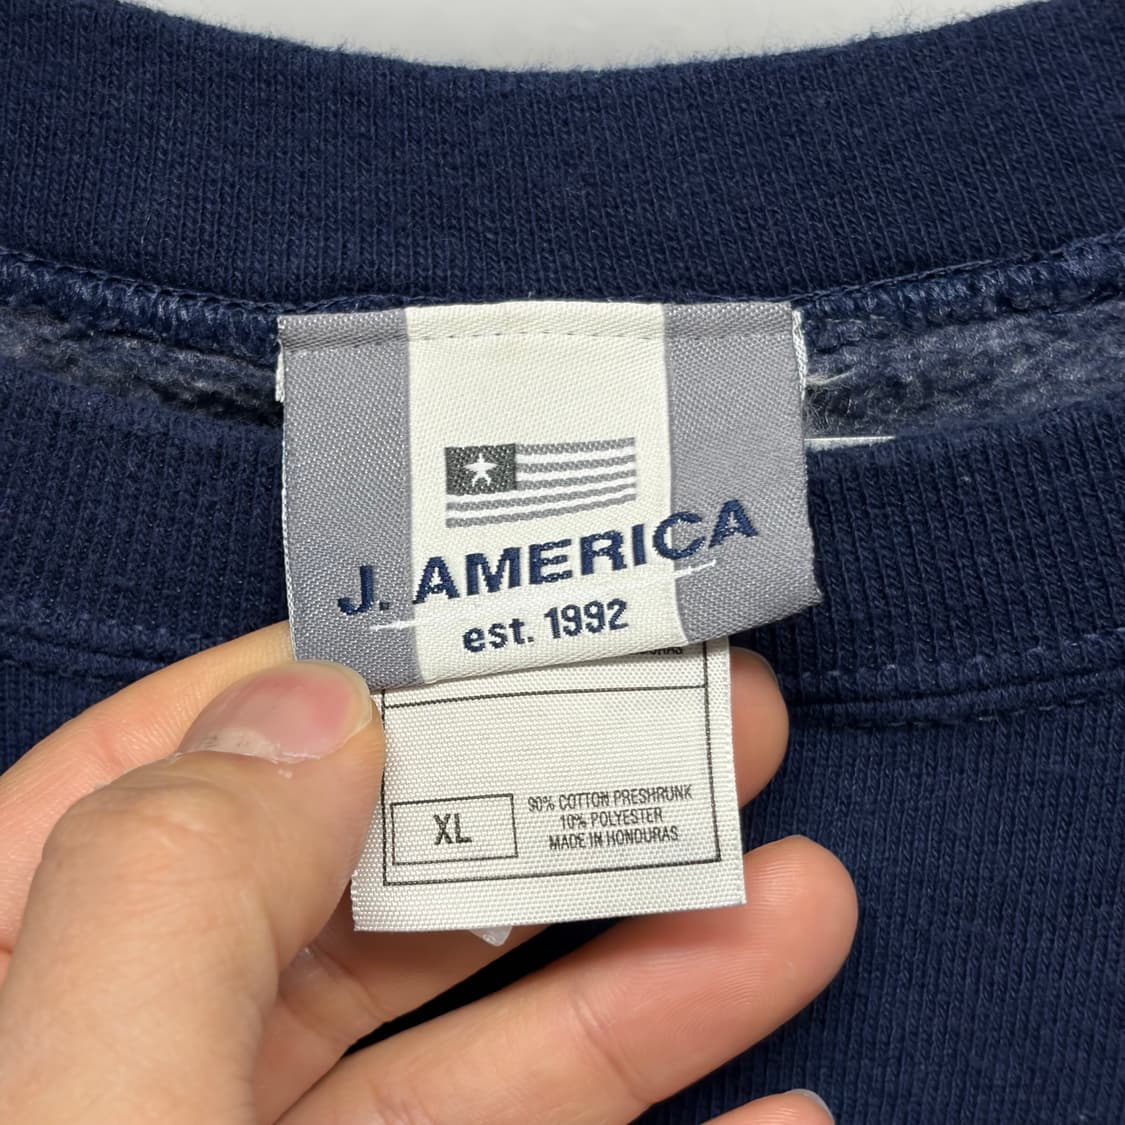 J. AMERICA
est. 1992
XL
90% COTTON PRESHRUNK
10% POLYESTER
MADE IN HONDURAS